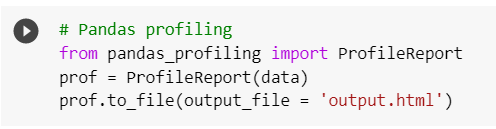 # Pandas profiling
from pandas_profiling import ProfileReport
prof = ProfileReport(data)
prof.to_file(output_file = 'output.html')